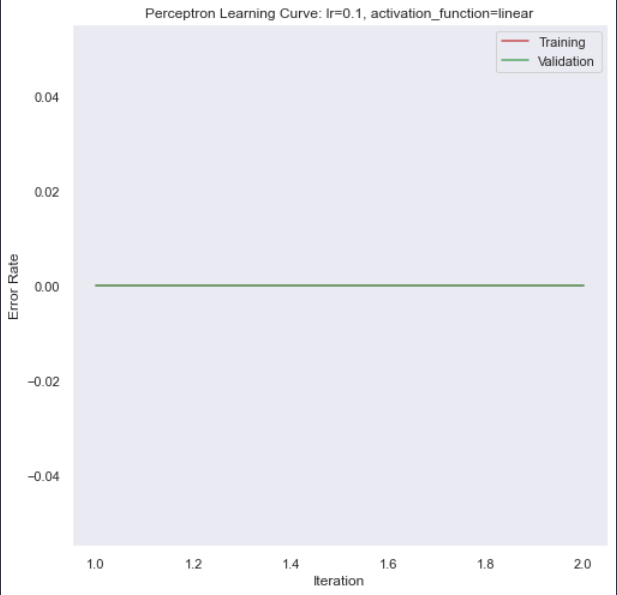 Perceptron Learning Curve: lr=0.1, activation_function=linear
Training
Validation
0.04
0.02
0.00
−0.02
−0.04
Error Rate
1.0 1.2 1.4 1.6 1.8 2.0
Iteration